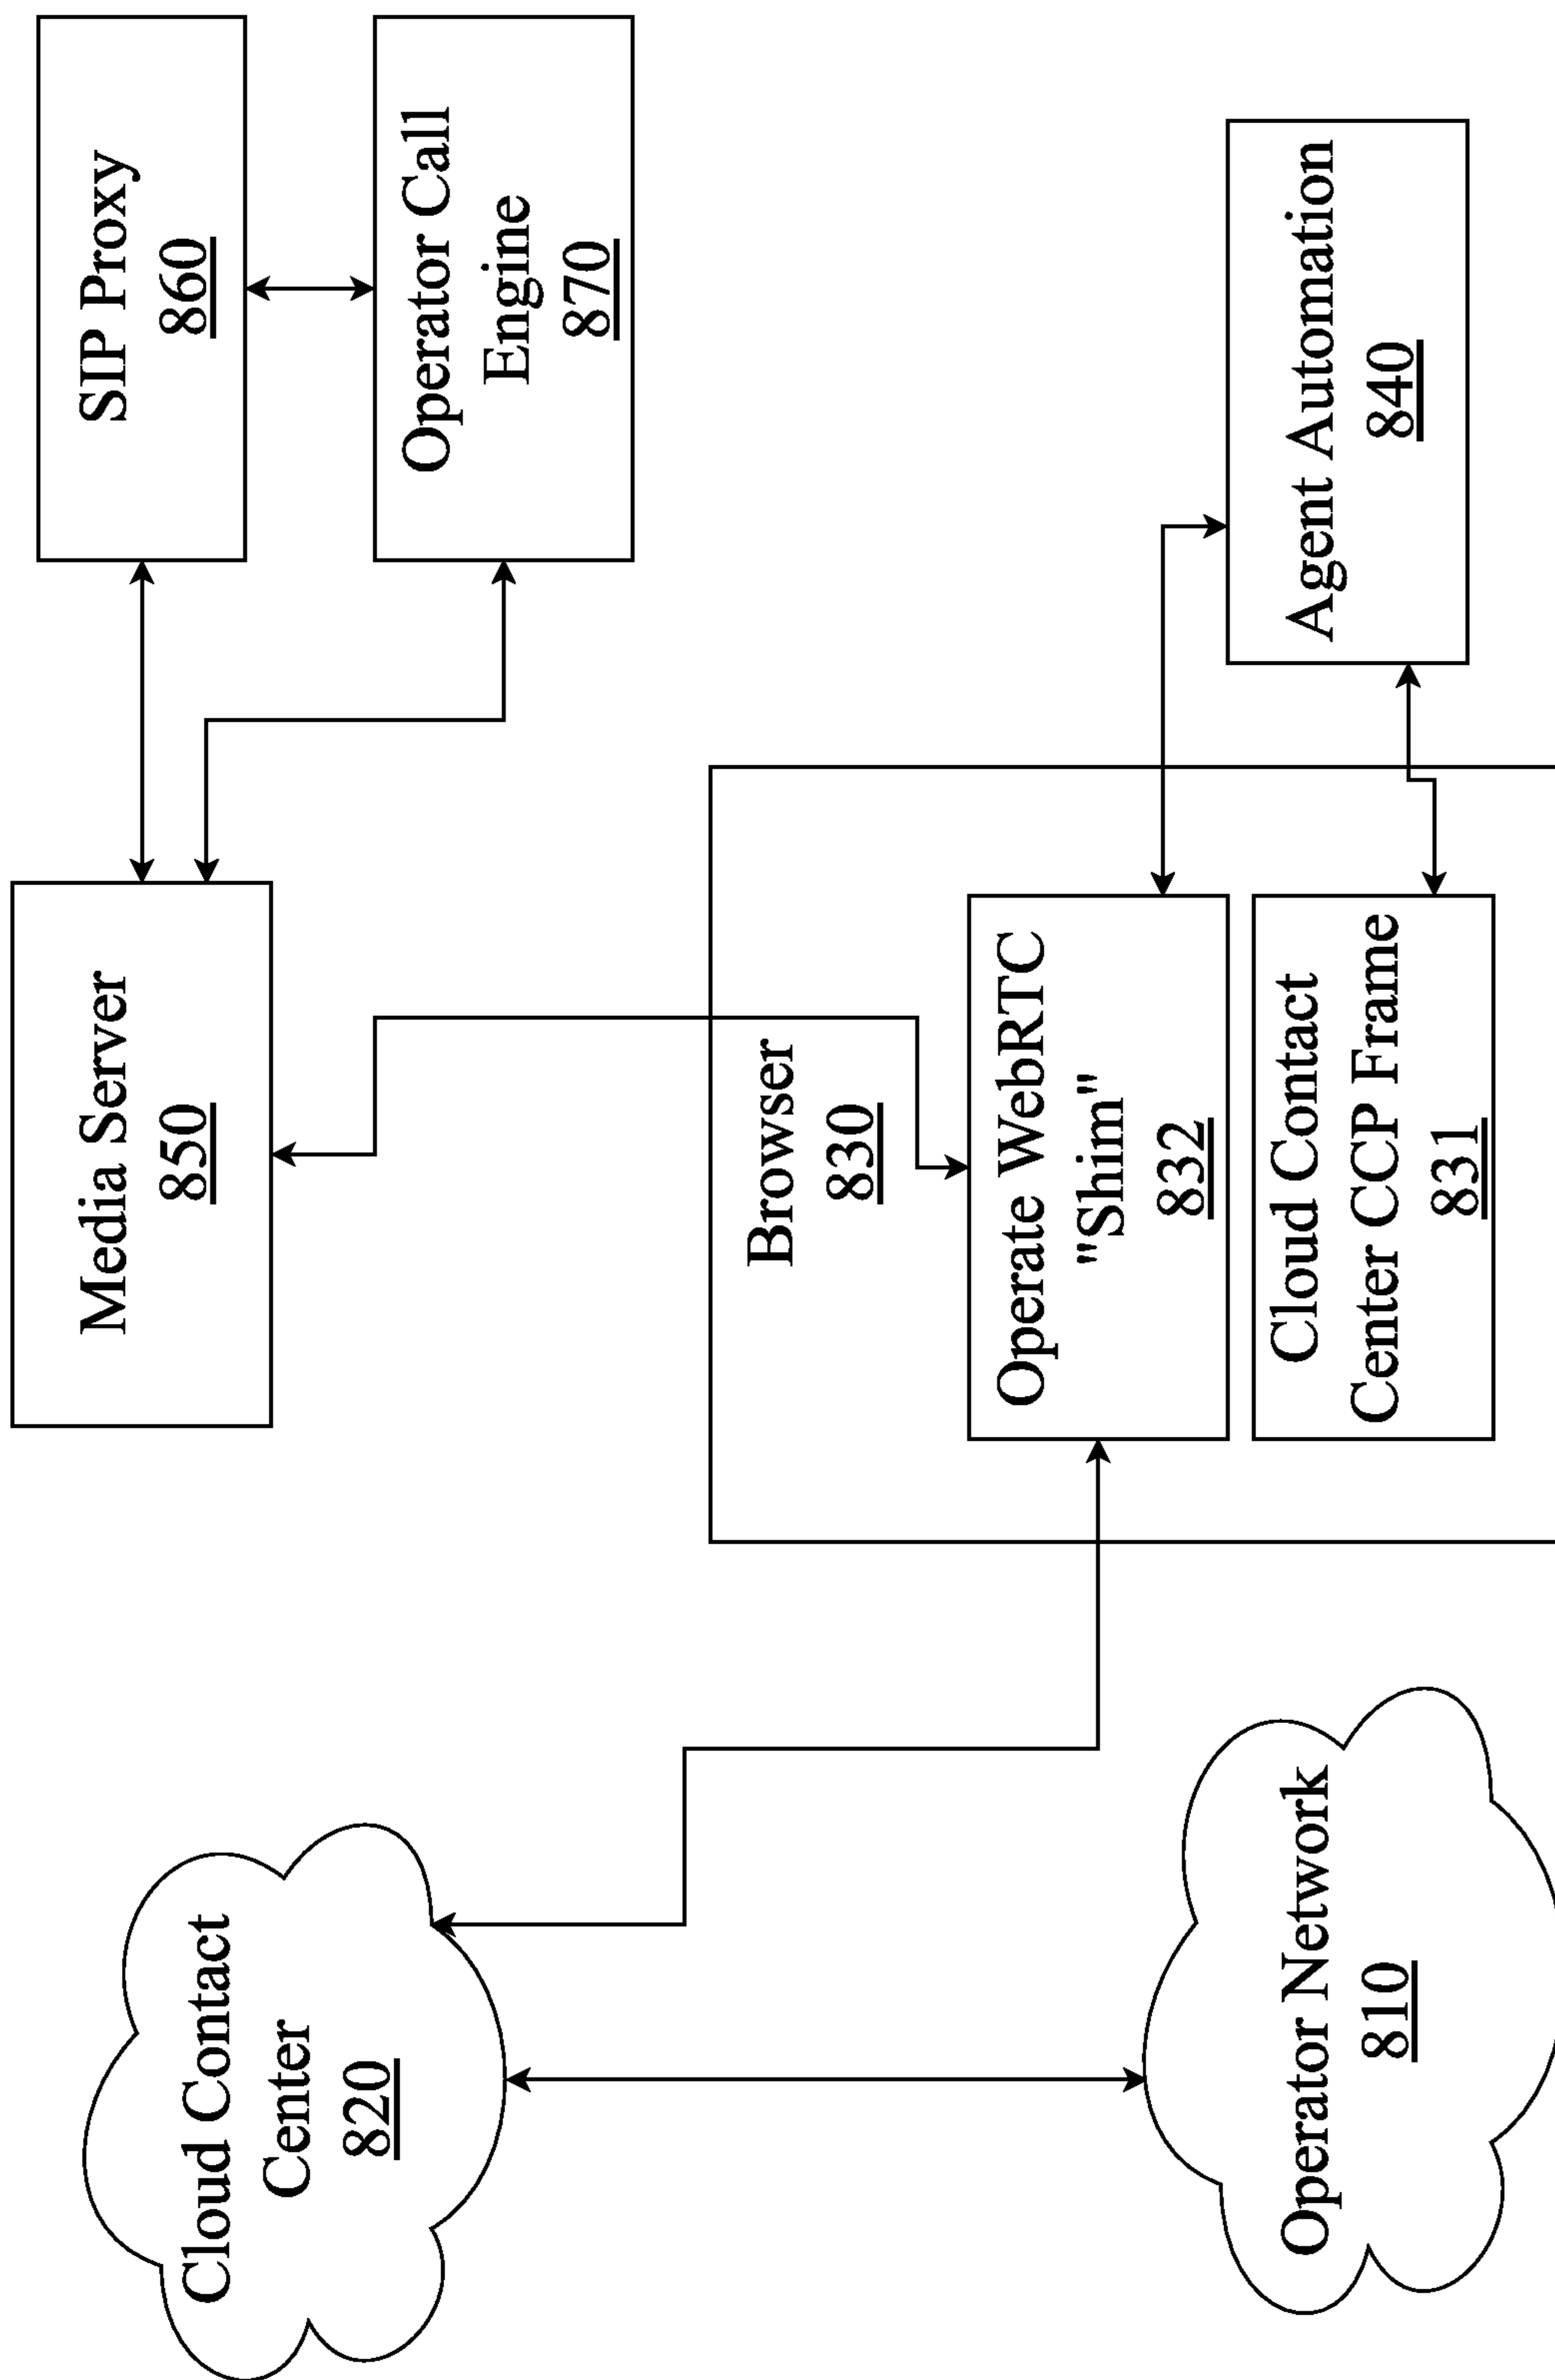 Cloud Contact
Center
820
Media Server
850
SIP Proxy
860
Operator Call
Engine
870
Browser
830
Operate WebRTC
"Shim"
832
Cloud Contact
Center CCP Frame
831
Agent Automation
840
Operator Network
810